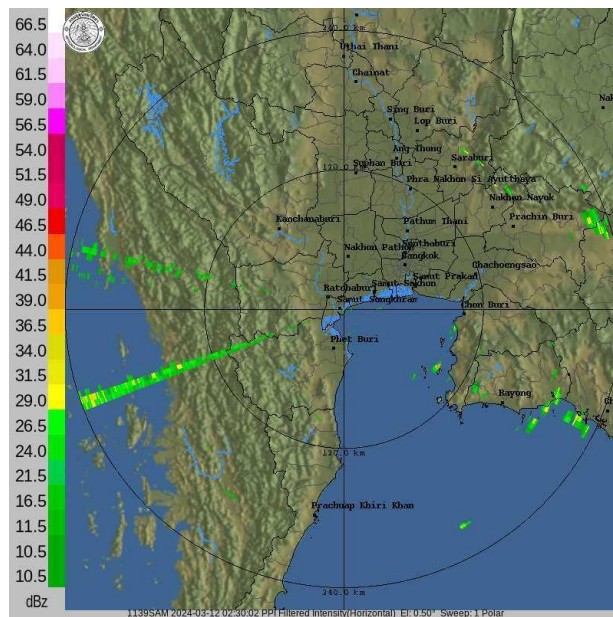 66.5
64.0
61.5
59.0
56.5
54.0
51.5
49.0
46.5
44.0
41.5
39.0
36.5
34.0
31.5
29.0
26.5
24.0
21.5
16.5
11.5
10.5
10.5
dBz
240.0 km
Uthai Thani
Chainat
Sing Buri
Lop Buri
Ang Thong
Saraburi
120.0 km
Suphan Buri
Phra Nakhon Si Ayutthaya
Nakhon Nayuk
Prachin Buri
Kanchanaburi
Pathum Thani
Nonthaburi
Nakhon Pathom
Bangkok
Samut Prakan
Chachoengsao
Ratchaburi
Samut Sakhon
Samut Songkhram
Chon Buri
Phet Buri
Rayong
120.0 km
Prachuap Khiri Khan
240.0 km
1139SAM 2024-03-12 02:30:02 PPI Filtered Intensity(Horizontal) El: 0.50° Sweep: 1 Polar